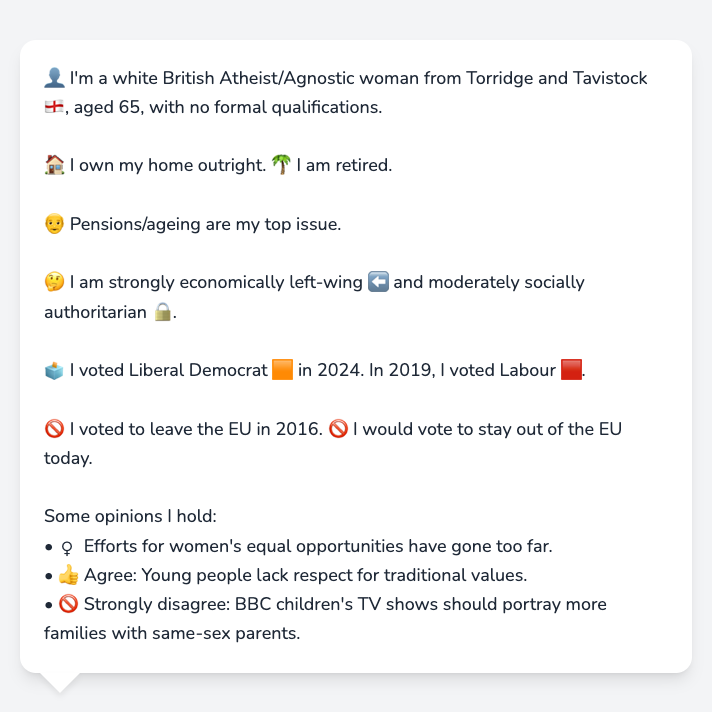 👤 I'm a white British Atheist/Agnostic woman from Torridge and Tavistock
🏴󠁧󠁢󠁥󠁮󠁧󠁿, aged 65, with no formal qualifications.
🏠 I own my home outright. 🌴 I am retired.
👴 Pensions/ageing are my top issue.
🤔 I am strongly economically left-wing ⬅️ and moderately socially
authoritarian 🔒.
🗳️ I voted Liberal Democrat 🟧 in 2024. In 2019, I voted Labour 🟥.
🚫 I voted to leave the EU in 2016. 🚫 I would vote to stay out of the EU
today.
Some opinions I hold:
• ♀ Efforts for women's equal opportunities have gone too far.
• 👍 Agree: Young people lack respect for traditional values.
• 🚫 Strongly disagree: BBC children's TV shows should portray more
families with same-sex parents.